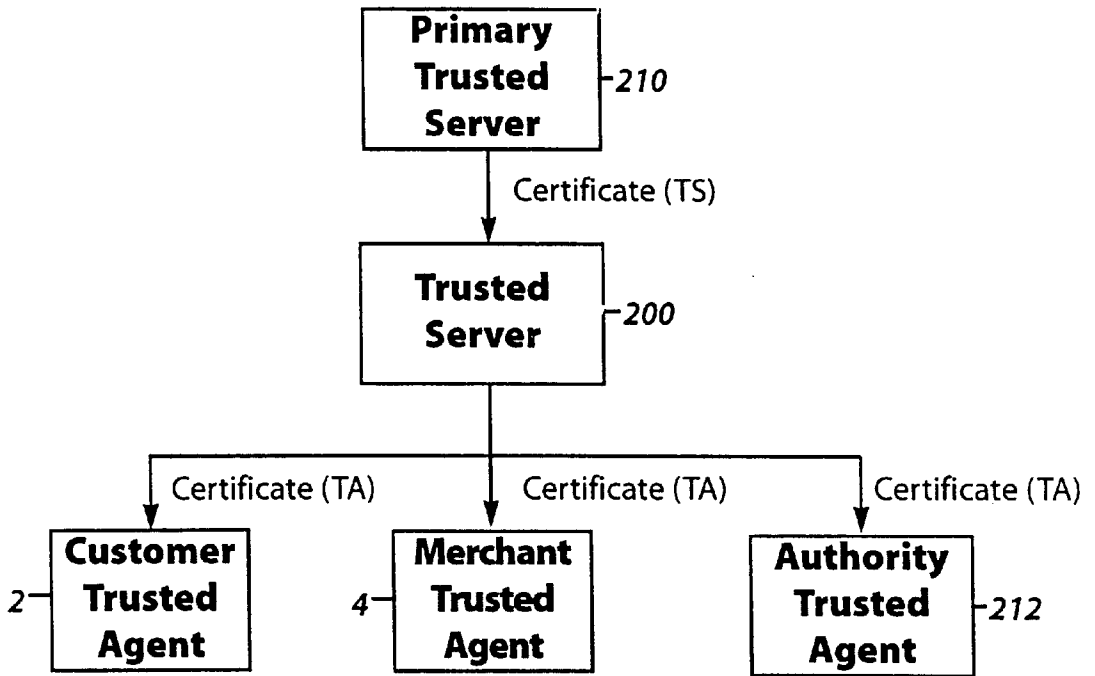 Primary
Trusted
Server
210
Certificate (TS)
Trusted
Server
200
Certificate (TA)
Certificate (TA)
Certificate (TA)
Customer
Trusted
Agent
2
Merchant
Trusted
Agent
4
Authority
Trusted
Agent
212